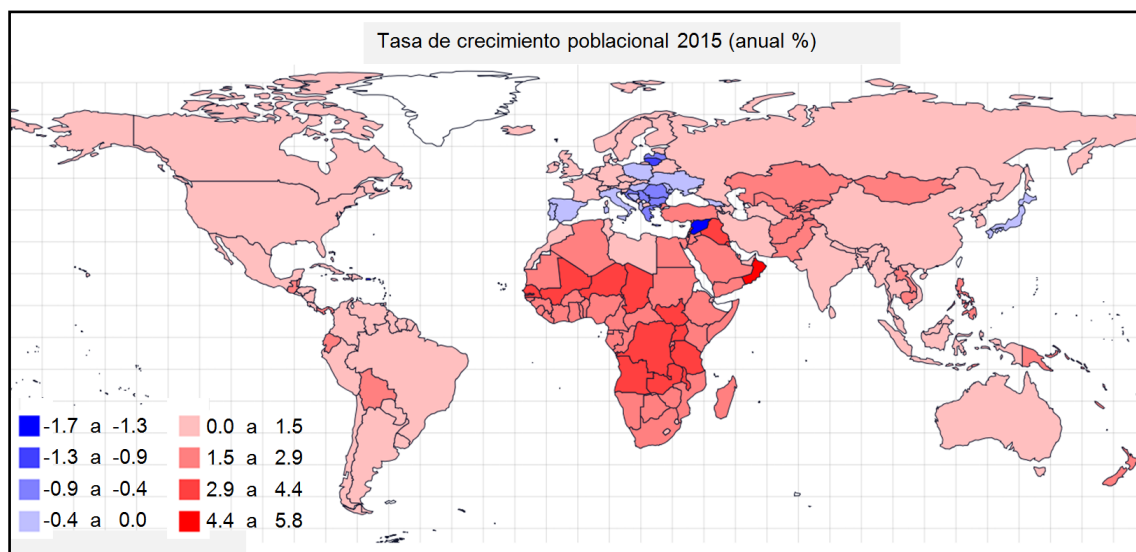 Tasa de crecimiento poblacional 2015 (anual %)
-1.7 a -1.3
-1.3 a -0.9
-0.9 a -0.4
-0.4 a 0.0
0.0 a 1.5
1.5 a 2.9
2.9 a 4.4
4.4 a 5.8